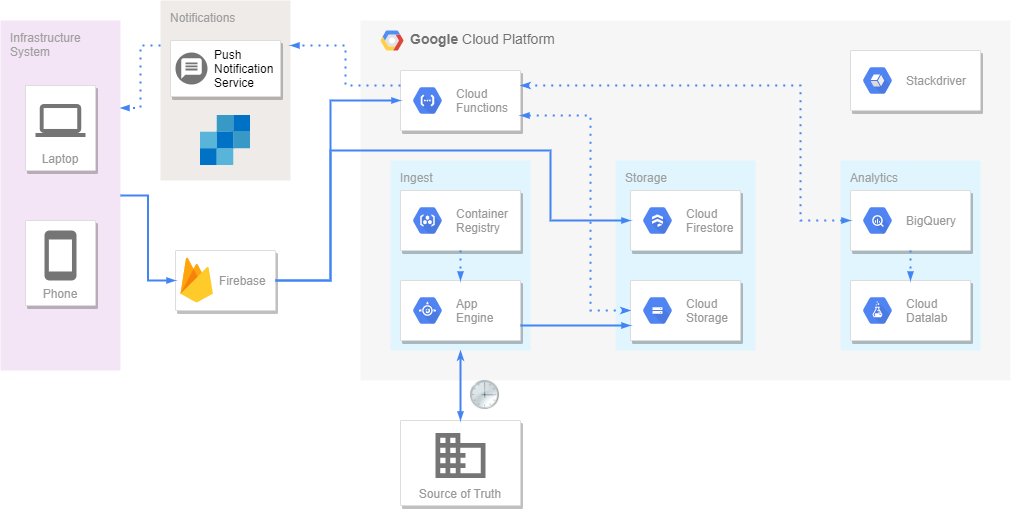 Infrastructure
System
Laptop
Phone
Notifications
Push
Notification
Service
Firebase
Google Cloud Platform
Cloud
Functions
Stackdriver
Ingest
Container
Registry
App
Engine
Storage
Cloud
Firestore
Cloud
Storage
Analytics
BigQuery
Cloud
Datalab
Source of Truth